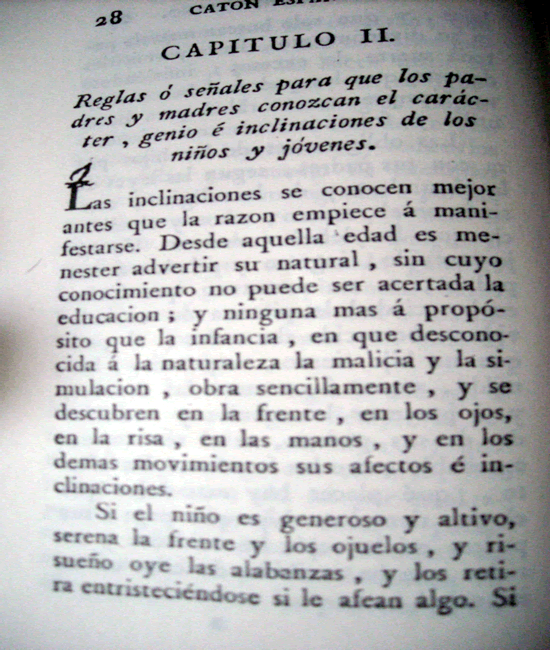 28 CATON
CAPITULO II.
Reglas ó señales para que los pa-
dres y madres conozcan el carác-
ter, genio é inclinaciones de los
niños y jóvenes.
2
Las inclinaciones se conocen mejor
antes que la razon empiece á mani-
festarse. Desde aquella edad es me-
nester advertir su natural, sin cuyo
conocimiento no puede ser acertada la
educacion; y ninguna mas á propó-
sito que la infancia, en que descono-
cida á la naturaleza la malicia y la si-
mulacion, obra sencillamente, y se
descubren en la frente, en los ojos,
en la risa, en las manos, y en los
demas movimientos sus afectos é in-
clinaciones.
Si el niño es generoso y altivo,
serena la frente y los ojuelos, y ri-
sueño oye las alabanzas, y los reti-
ra entristeciéndose si le afean algo. Si